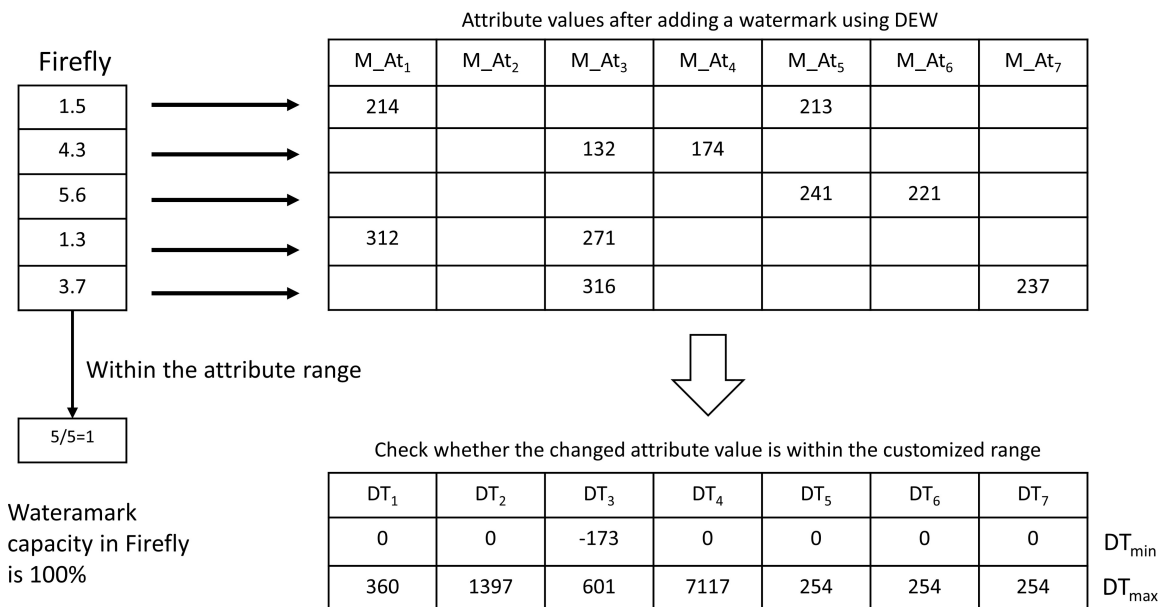 Attribute values after adding a watermark using DEW
Firefly
M_At₁ M_At₂ M_At₃ M_At₄ M_At₅ M_At₆ M_At₇
1.5 214 213
4.3 132 174
5.6 241 221
1.3 312 271
3.7 316 237
Within the attribute range
5/5=1
Check whether the changed attribute value is within the customized range
DT₁ DT₂ DT₃ DT₄ DT₅ DT₆ DT₇
0 0 -173 0 0 0 0 DTmin
360 1397 601 7117 254 254 254 DTmax
Wateramark
capacity in Firefly
is 100%